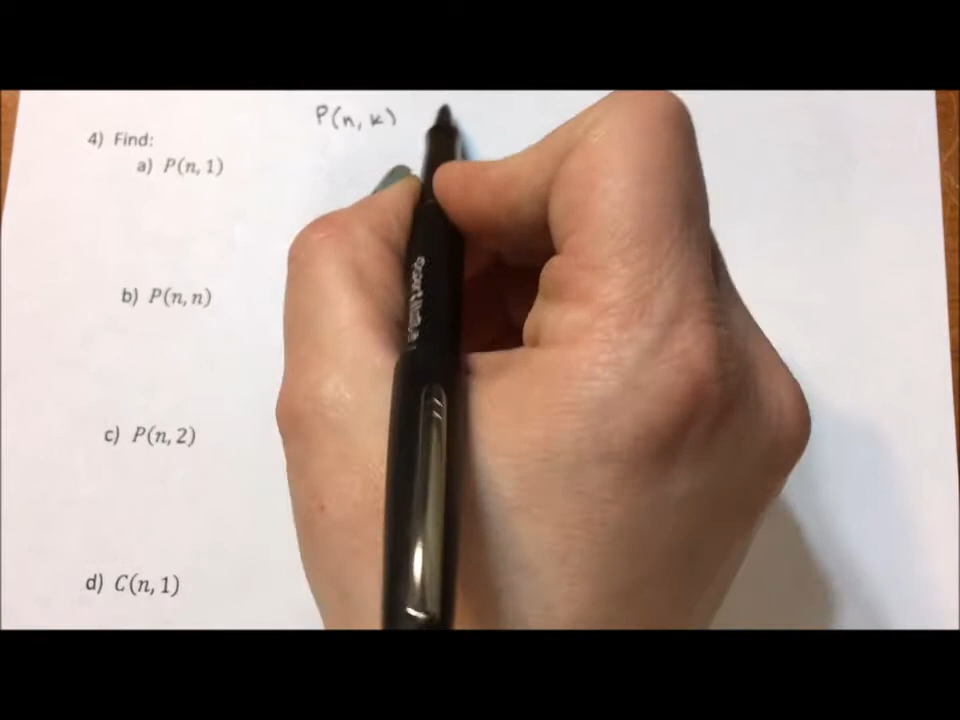 P(n, k)
4) Find:
a) P(n, 1)
b) P(n, n)
c) P(n, 2)
d) C(n, 1)